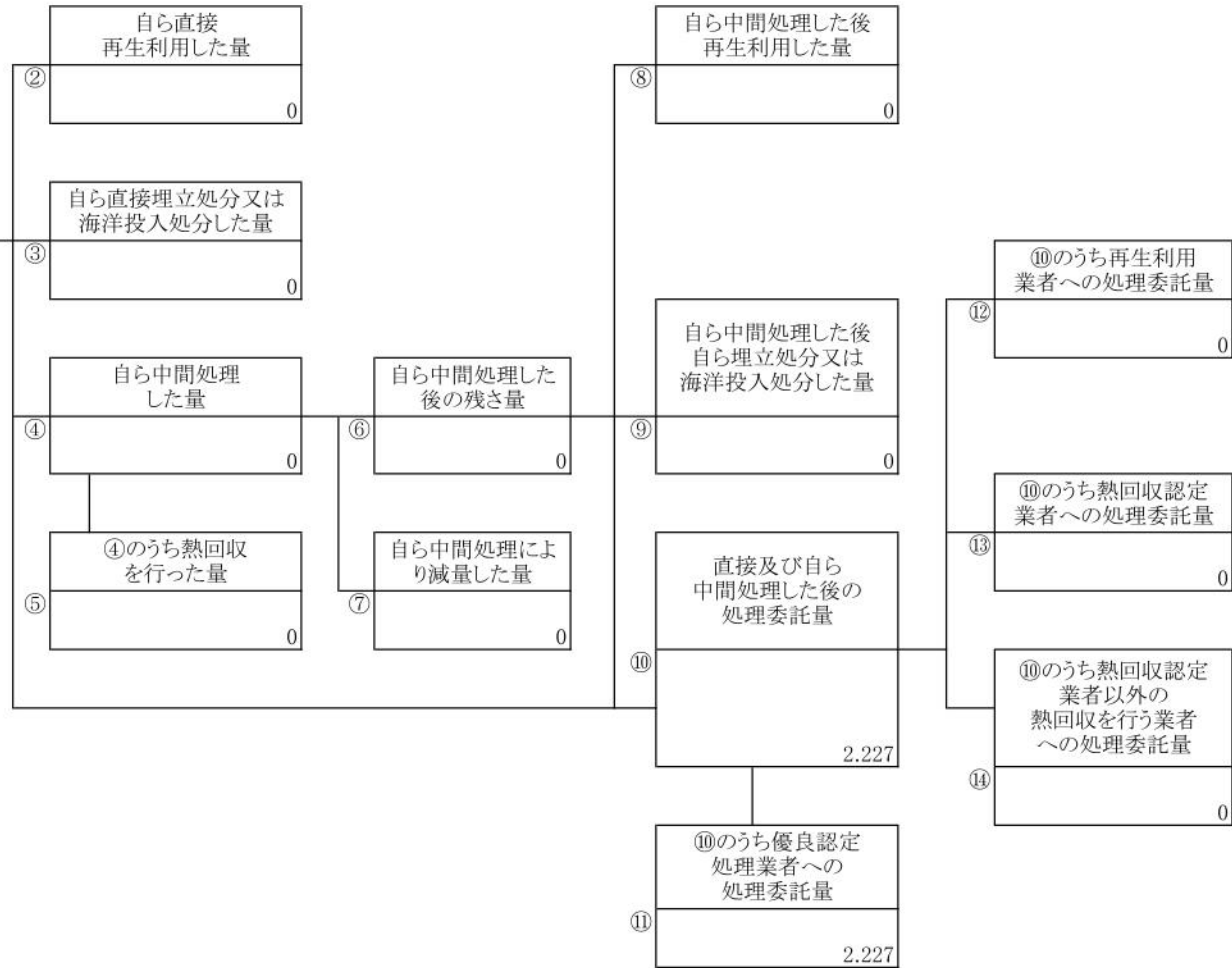 自ら直接
再生利用した量
②
0
自ら中間処理した後
再生利用した量
⑧
0
自ら直接埋立処分又は
海洋投入処分した量
③
0
⑩のうち再生利用
業者への処理委託量
⑫
0
自ら中間処理
した量
④
0
自ら中間処理した
後の残さ量
⑥
0
自ら中間処理した後
自ら埋立処分又は
海洋投入処分した量
⑨
0
⑩のうち熱回収認定
業者への処理委託量
⑬
0
④のうち熱回収
を行った量
⑤
0
自ら中間処理によ
り減量した量
⑦
0
直接及び自ら
中間処理した後の
処理委託量
⑩
2.227
⑩のうち熱回収認定
業者以外の
熱回収を行う業者
への処理委託量
⑭
0
⑩のうち優良認定
処理業者への
処理委託量
⑪
2.227